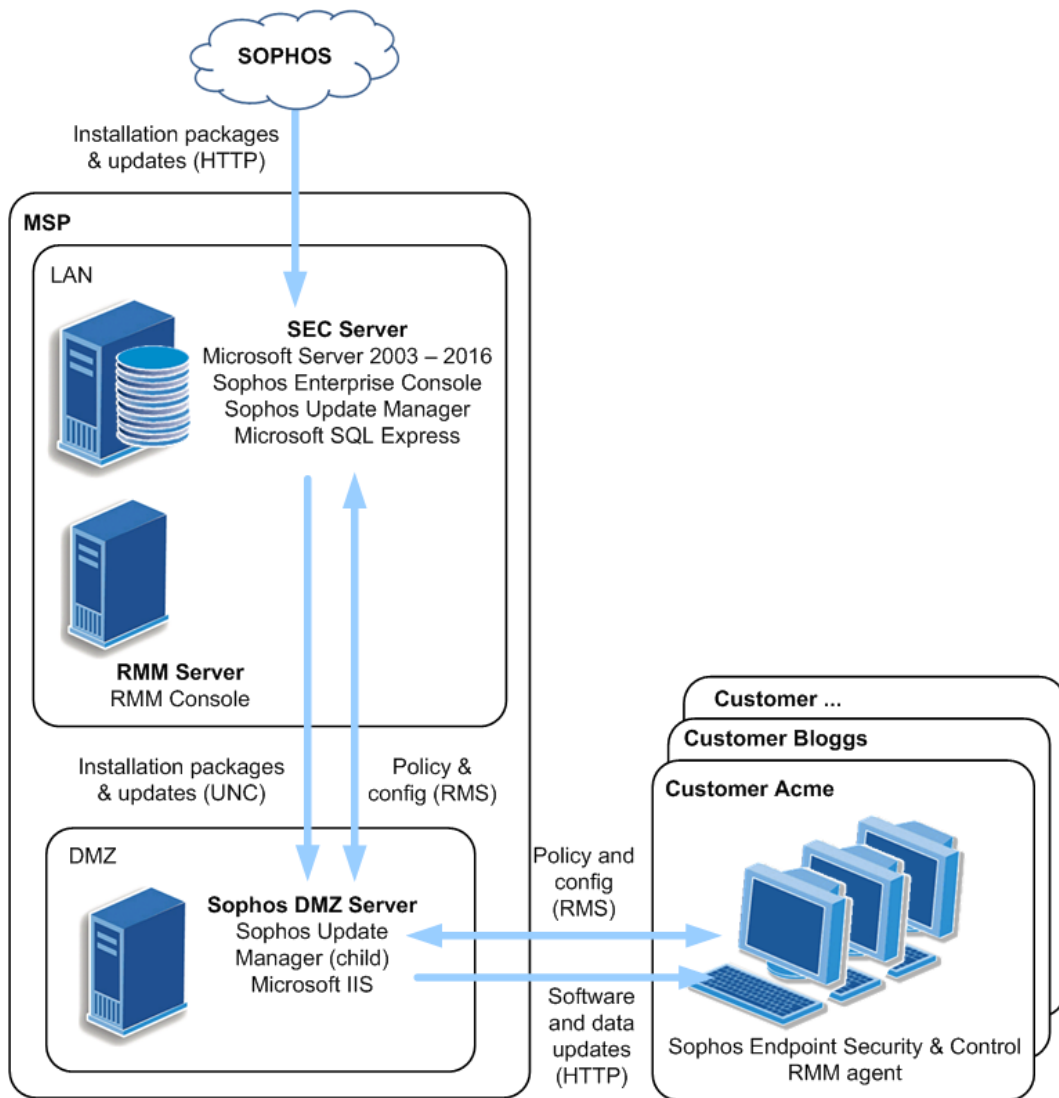 SOPHOS
Installation packages
& updates (HTTP)
MSP
LAN
SEC Server
Microsoft Server 2003 – 2016
Sophos Enterprise Console
Sophos Update Manager
Microsoft SQL Express
RMM Server
RMM Console
Installation packages
& updates (UNC)
Policy &
config (RMS)
DMZ
Sophos DMZ Server
Sophos Update
Manager (child)
Microsoft IIS
Policy and
config
(RMS)
Software
and data
updates
(HTTP)
Customer ...
Customer Bloggs
Customer Acme
Sophos Endpoint Security & Control
RMM agent